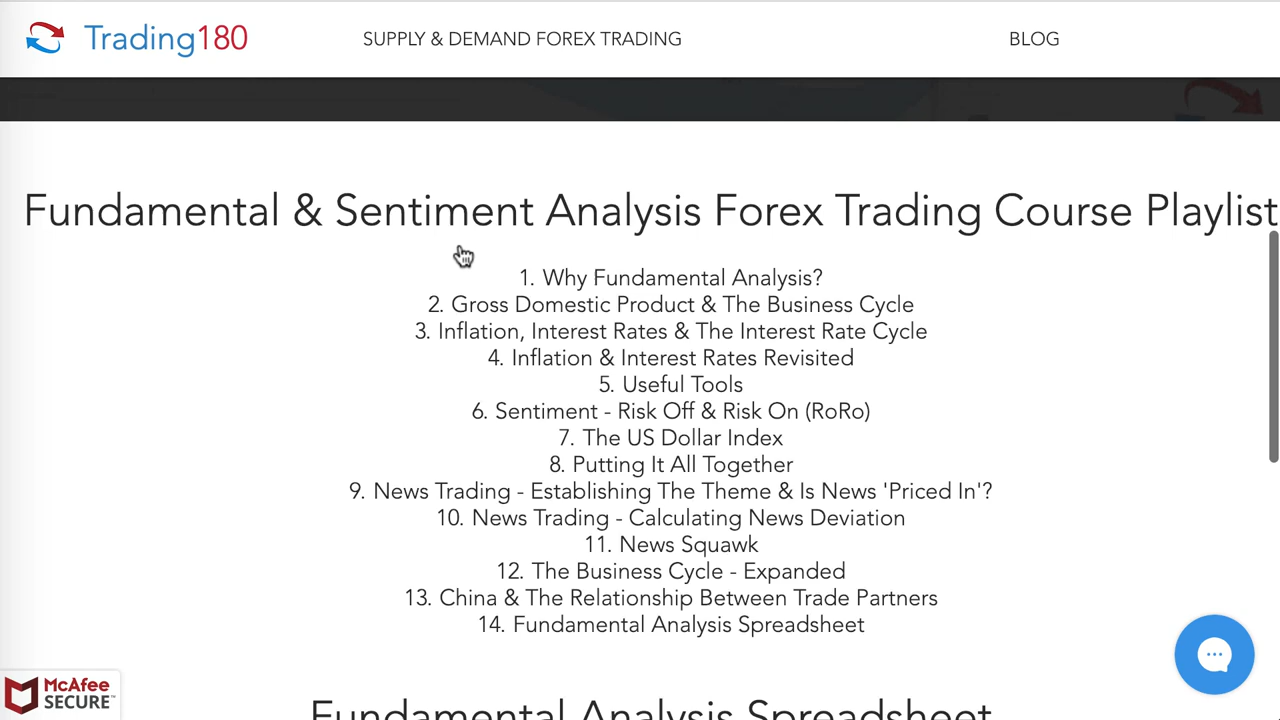 Trading180
SUPPLY & DEMAND FOREX TRADING
BLOG
Fundamental & Sentiment Analysis Forex Trading Course Playlist
1. Why Fundamental Analysis?
2. Gross Domestic Product & The Business Cycle
3. Inflation, Interest Rates & The Interest Rate Cycle
4. Inflation & Interest Rates Revisited
5. Useful Tools
6. Sentiment - Risk Off & Risk On (RoRo)
7. The US Dollar Index
8. Putting It All Together
9. News Trading - Establishing The Theme & Is News 'Priced In'?
10. News Trading - Calculating News Deviation
11. News Squawk
12. The Business Cycle - Expanded
13. China & The Relationship Between Trade Partners
14. Fundamental Analysis Spreadsheet
McAfee
SECURE™
Fundamental Analysis Spreadsheet